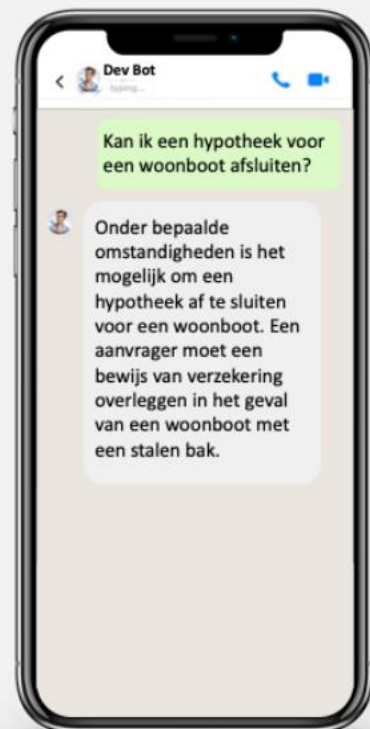 Dev Bot
typing...
Kan ik een hypotheek voor
een woonboot afsluiten?
Onder bepaalde
omstandigheden is het
mogelijk om een
hypotheek af te sluiten
voor een woonboot. Een
aanvrager moet een
bewijs van verzekering
overleggen in het geval
van een woonboot met
een stalen bak.